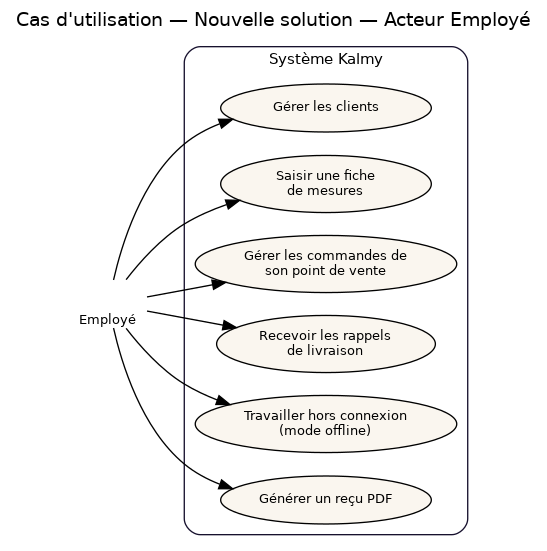 Cas d'utilisation — Nouvelle solution — Acteur Employé
Système Kalmy
Gérer les clients
Saisir une fiche
de mesures
Gérer les commandes de
son point de vente
Employé
Recevoir les rappels
de livraison
Travailler hors connexion
(mode offline)
Générer un reçu PDF